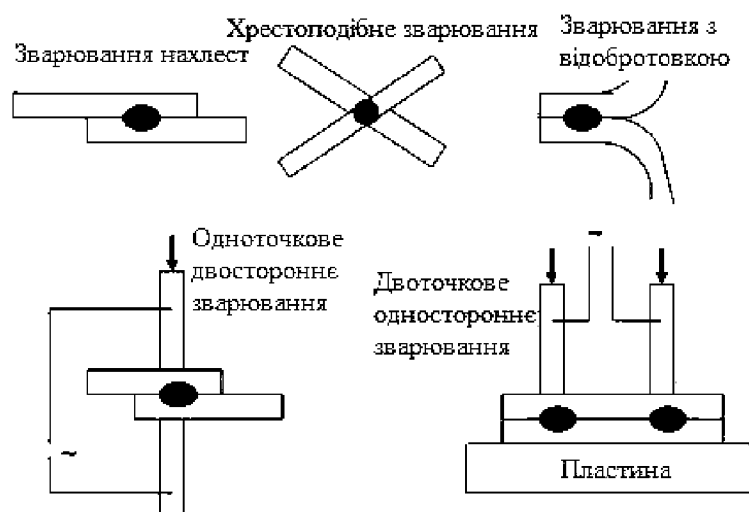 Зварювання нахлест
Хрестоподібне зварювання
Зварювання з
відобротовкою
Одноточкове
двостороннє
зварювання
~
Двоточкове
одностороннє
зварювання
~
Пластина